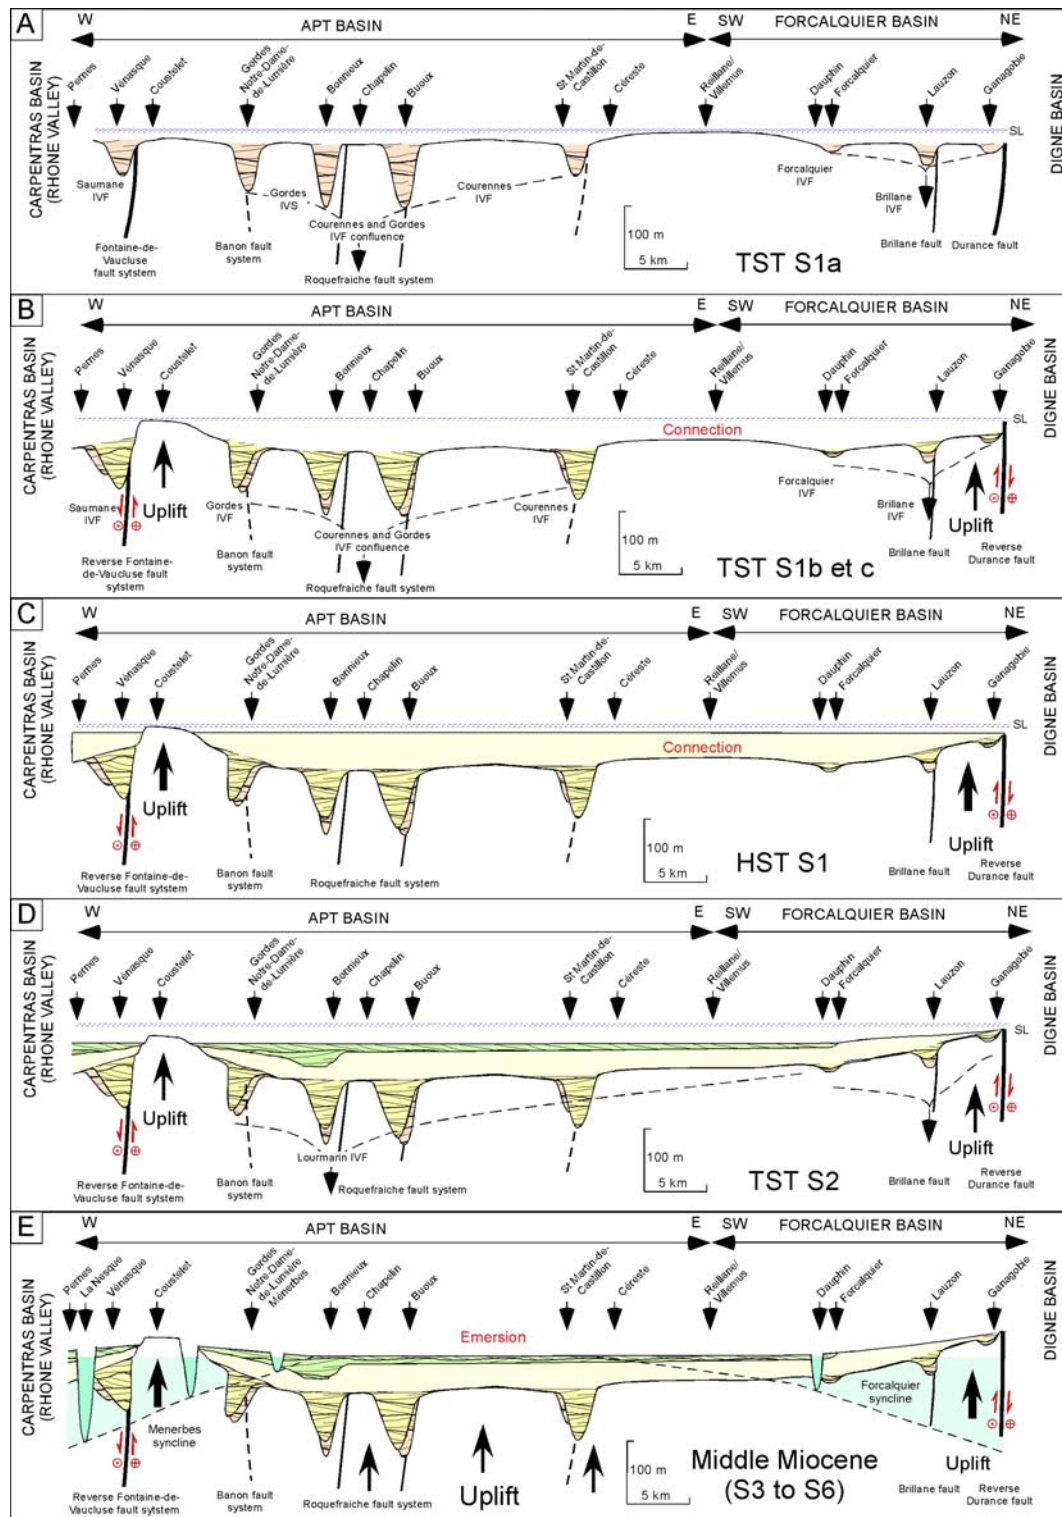 A
W
APT BASIN
E
SW
FORCALQUIER BASIN
NE
CARPENTRAS BASIN
(RHONE VALLEY)
Pernes
Vénasque
Coustelet
Gordes
Notre-Dame-
de-Lumière
Bonnieux
Chapelin
Buoux
St Martin-de-
Castillon
Céreste
Reillane/
Villemus
Dauphin
Forcalquier
Lauzon
Ganagobie
DIGNE BASIN
SL
Saumane
IVF
Gordes
IVS
Courennes
IVF
Forcalquier
IVF
Brillane
IVF
Courennes and Gordes
IVF confluence
Fontaine-de-
Vaucluse
fault sytstem
Banon fault
system
Roquefraiche fault system
100 m
5 km
TST S1a
Brillane fault
Durance fault
B
W
APT BASIN
E
SW
FORCALQUIER BASIN
NE
CARPENTRAS BASIN
(RHONE VALLEY)
Pernes
Vénasque
Coustelet
Gordes
Notre-Dame-
de-Lumière
Bonnieux
Chapelin
Buoux
St Martin-de-
Castillon
Céreste
Reillane/
Villemus
Dauphin
Forcalquier
Lauzon
Ganagobie
DIGNE BASIN
SL
Connection
Saumane
IVF
Uplift
Gordes
IVF
Courennes
IVF
Forcalquier
IVF
Brillane
IVF
Uplift
Courennes and Gordes
IVF confluence
Reverse Fontaine-
de-Vaucluse fault
sytstem
Banon fault
system
Roquefraiche fault system
100 m
5 km
TST S1b et c
Brillane fault
Reverse
Durance fault
C
W
APT BASIN
E
SW
FORCALQUIER BASIN
NE
CARPENTRAS BASIN
(RHONE VALLEY)
Pernes
Vénasque
Coustelet
Gordes
Notre-Dame-
de-Lumière
Bonnieux
Chapelin
Buoux
St Martin-de-
Castillon
Céreste
Reillane/
Villemus
Dauphin
Forcalquier
Lauzon
Ganagobie
DIGNE BASIN
SL
Connection
Uplift
Uplift
Reverse Fontaine-de-
Vaucluse fault sytstem
Banon fault
system
Roquefraiche fault system
100 m
5 km
HST S1
Brillane fault
Reverse
Durance fault
D
W
APT BASIN
E
SW
FORCALQUIER BASIN
NE
CARPENTRAS BASIN
(RHONE VALLEY)
Pernes
Vénasque
Coustelet
Gordes
Notre-Dame-
de-Lumière
Bonnieux
Chapelin
Buoux
St Martin-de-
Castillon
Céreste
Reillane/
Villemus
Dauphin
Forcalquier
Lauzon
Ganagobie
DIGNE BASIN
SL
Uplift
Lourmarin IVF
Uplift
Reverse Fontaine-de-
Vaucluse fault sytstem
Banon fault
system
Roquefraiche fault system
100 m
5 km
TST S2
Brillane fault
Reverse
Durance fault
E
W
APT BASIN
E
SW
FORCALQUIER BASIN
NE
CARPENTRAS BASIN
(RHONE VALLEY)
Pernes
La Nesque
Vénasque
Coustelet
Gordes
Notre-Dame-
de-Lumière
Ménerbes
Bonnieux
Chapelin
Buoux
St Martin-de-
Castillon
Céreste
Reillane/
Villemus
Dauphin
Forcalquier
Lauzon
Ganagobie
DIGNE BASIN
Emersion
Menerbes
syncline
Forcalquier
syncline
Reverse Fontaine-de-
Vaucluse fault sytstem
Banon fault
system
Roquefraiche fault system
Uplift
100 m
5 km
Middle Miocene
(S3 to S6)
Uplift
Brillane fault
Reverse
Durance fault